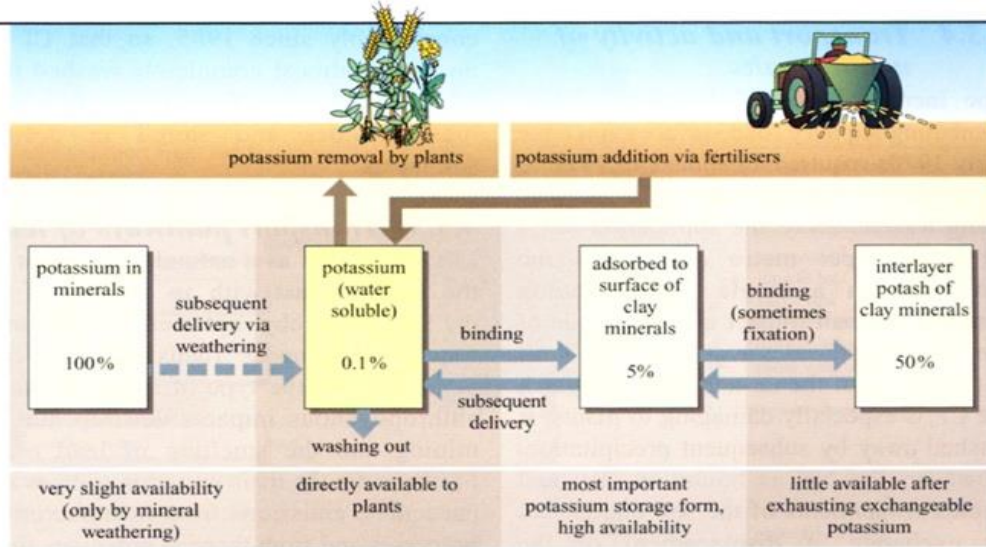 potassium removal by plants
potassium addition via fertilisers
potassium in
minerals
100%
subsequent
delivery via
weathering
potassium
(water
soluble)
0.1%
binding
subsequent
delivery
washing out
adsorbed to
surface of
clay
minerals
5%
binding
(sometimes
fixation)
interlayer
potash of
clay minerals
50%
very slight availability
(only by mineral
weathering)
directly available to
plants
most important
potassium storage form,
high availability
little available after
exhausting exchangeable
potassium